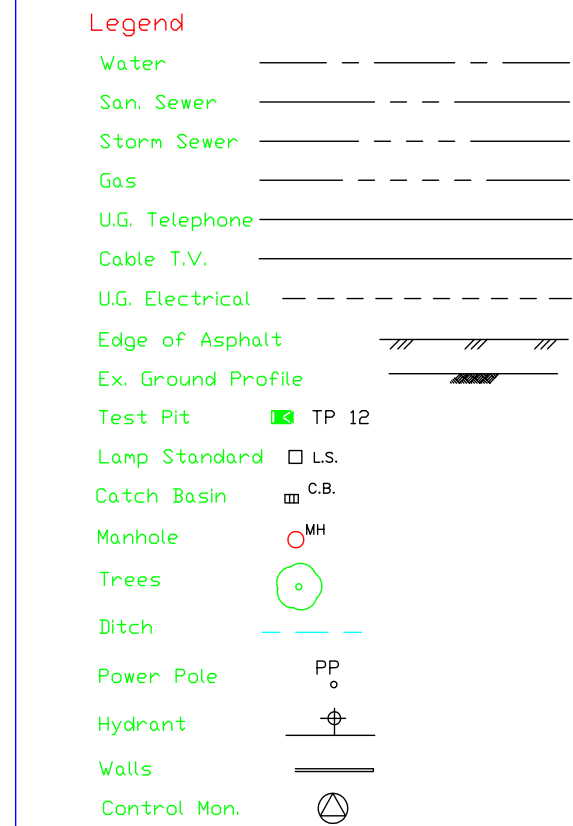 Legend
Water
San. Sewer
Storm Sewer
Gas
U.G. Telephone
Cable T.V.
U.G. Electrical
Edge of Asphalt
Ex. Ground Profile
Test Pit TP 12
Lamp Standard L.S.
Catch Basin C.B.
Manhole MH
Trees
Ditch
Power Pole PP
Hydrant
Walls
Control Mon.